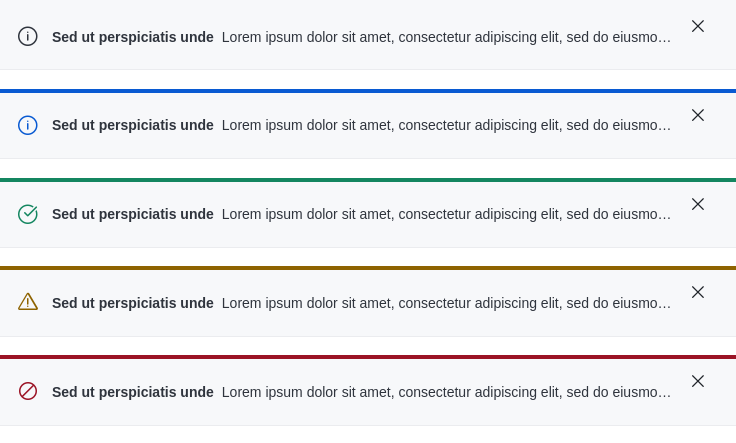 Sed ut perspiciatis unde Lorem ipsum dolor sit amet, consectetur adipiscing elit, sed do eiusmo…
Sed ut perspiciatis unde Lorem ipsum dolor sit amet, consectetur adipiscing elit, sed do eiusmo…
Sed ut perspiciatis unde Lorem ipsum dolor sit amet, consectetur adipiscing elit, sed do eiusmo…
Sed ut perspiciatis unde Lorem ipsum dolor sit amet, consectetur adipiscing elit, sed do eiusmo…
Sed ut perspiciatis unde Lorem ipsum dolor sit amet, consectetur adipiscing elit, sed do eiusmo…